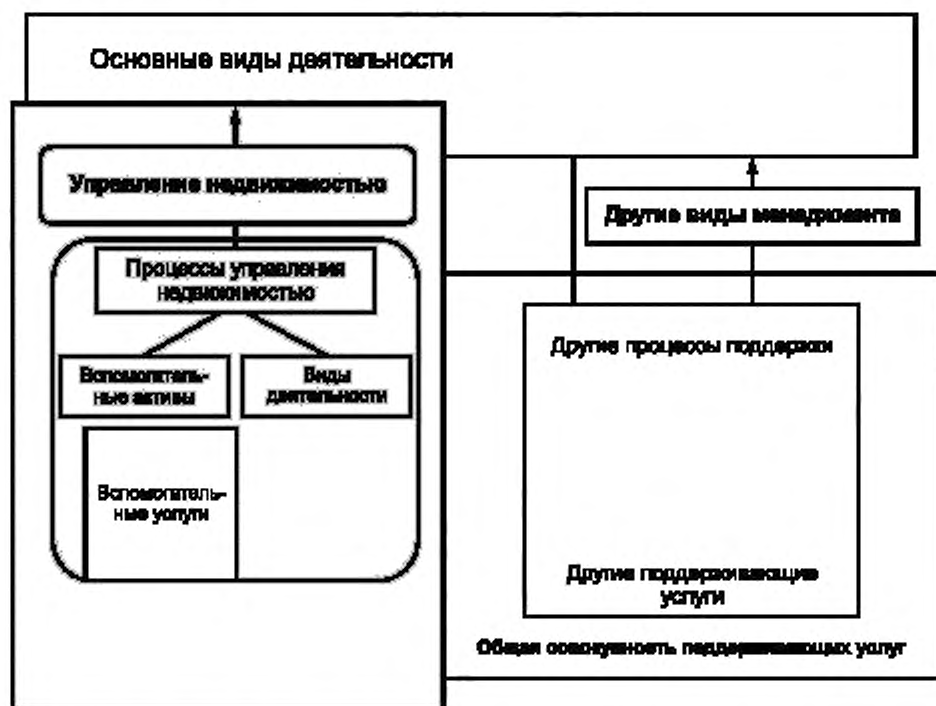 Основные виды деятельности
Управление недвижимостью
Другие виды менеджмента
Процессы управления
недвижимостью
Вспомогатель-
ные активы
Виды
деятельности
Вспомогатель-
ные услуги
Другие процессы поддержки
Другие поддерживающие
услуги
Общая совокупность поддерживающих услуг